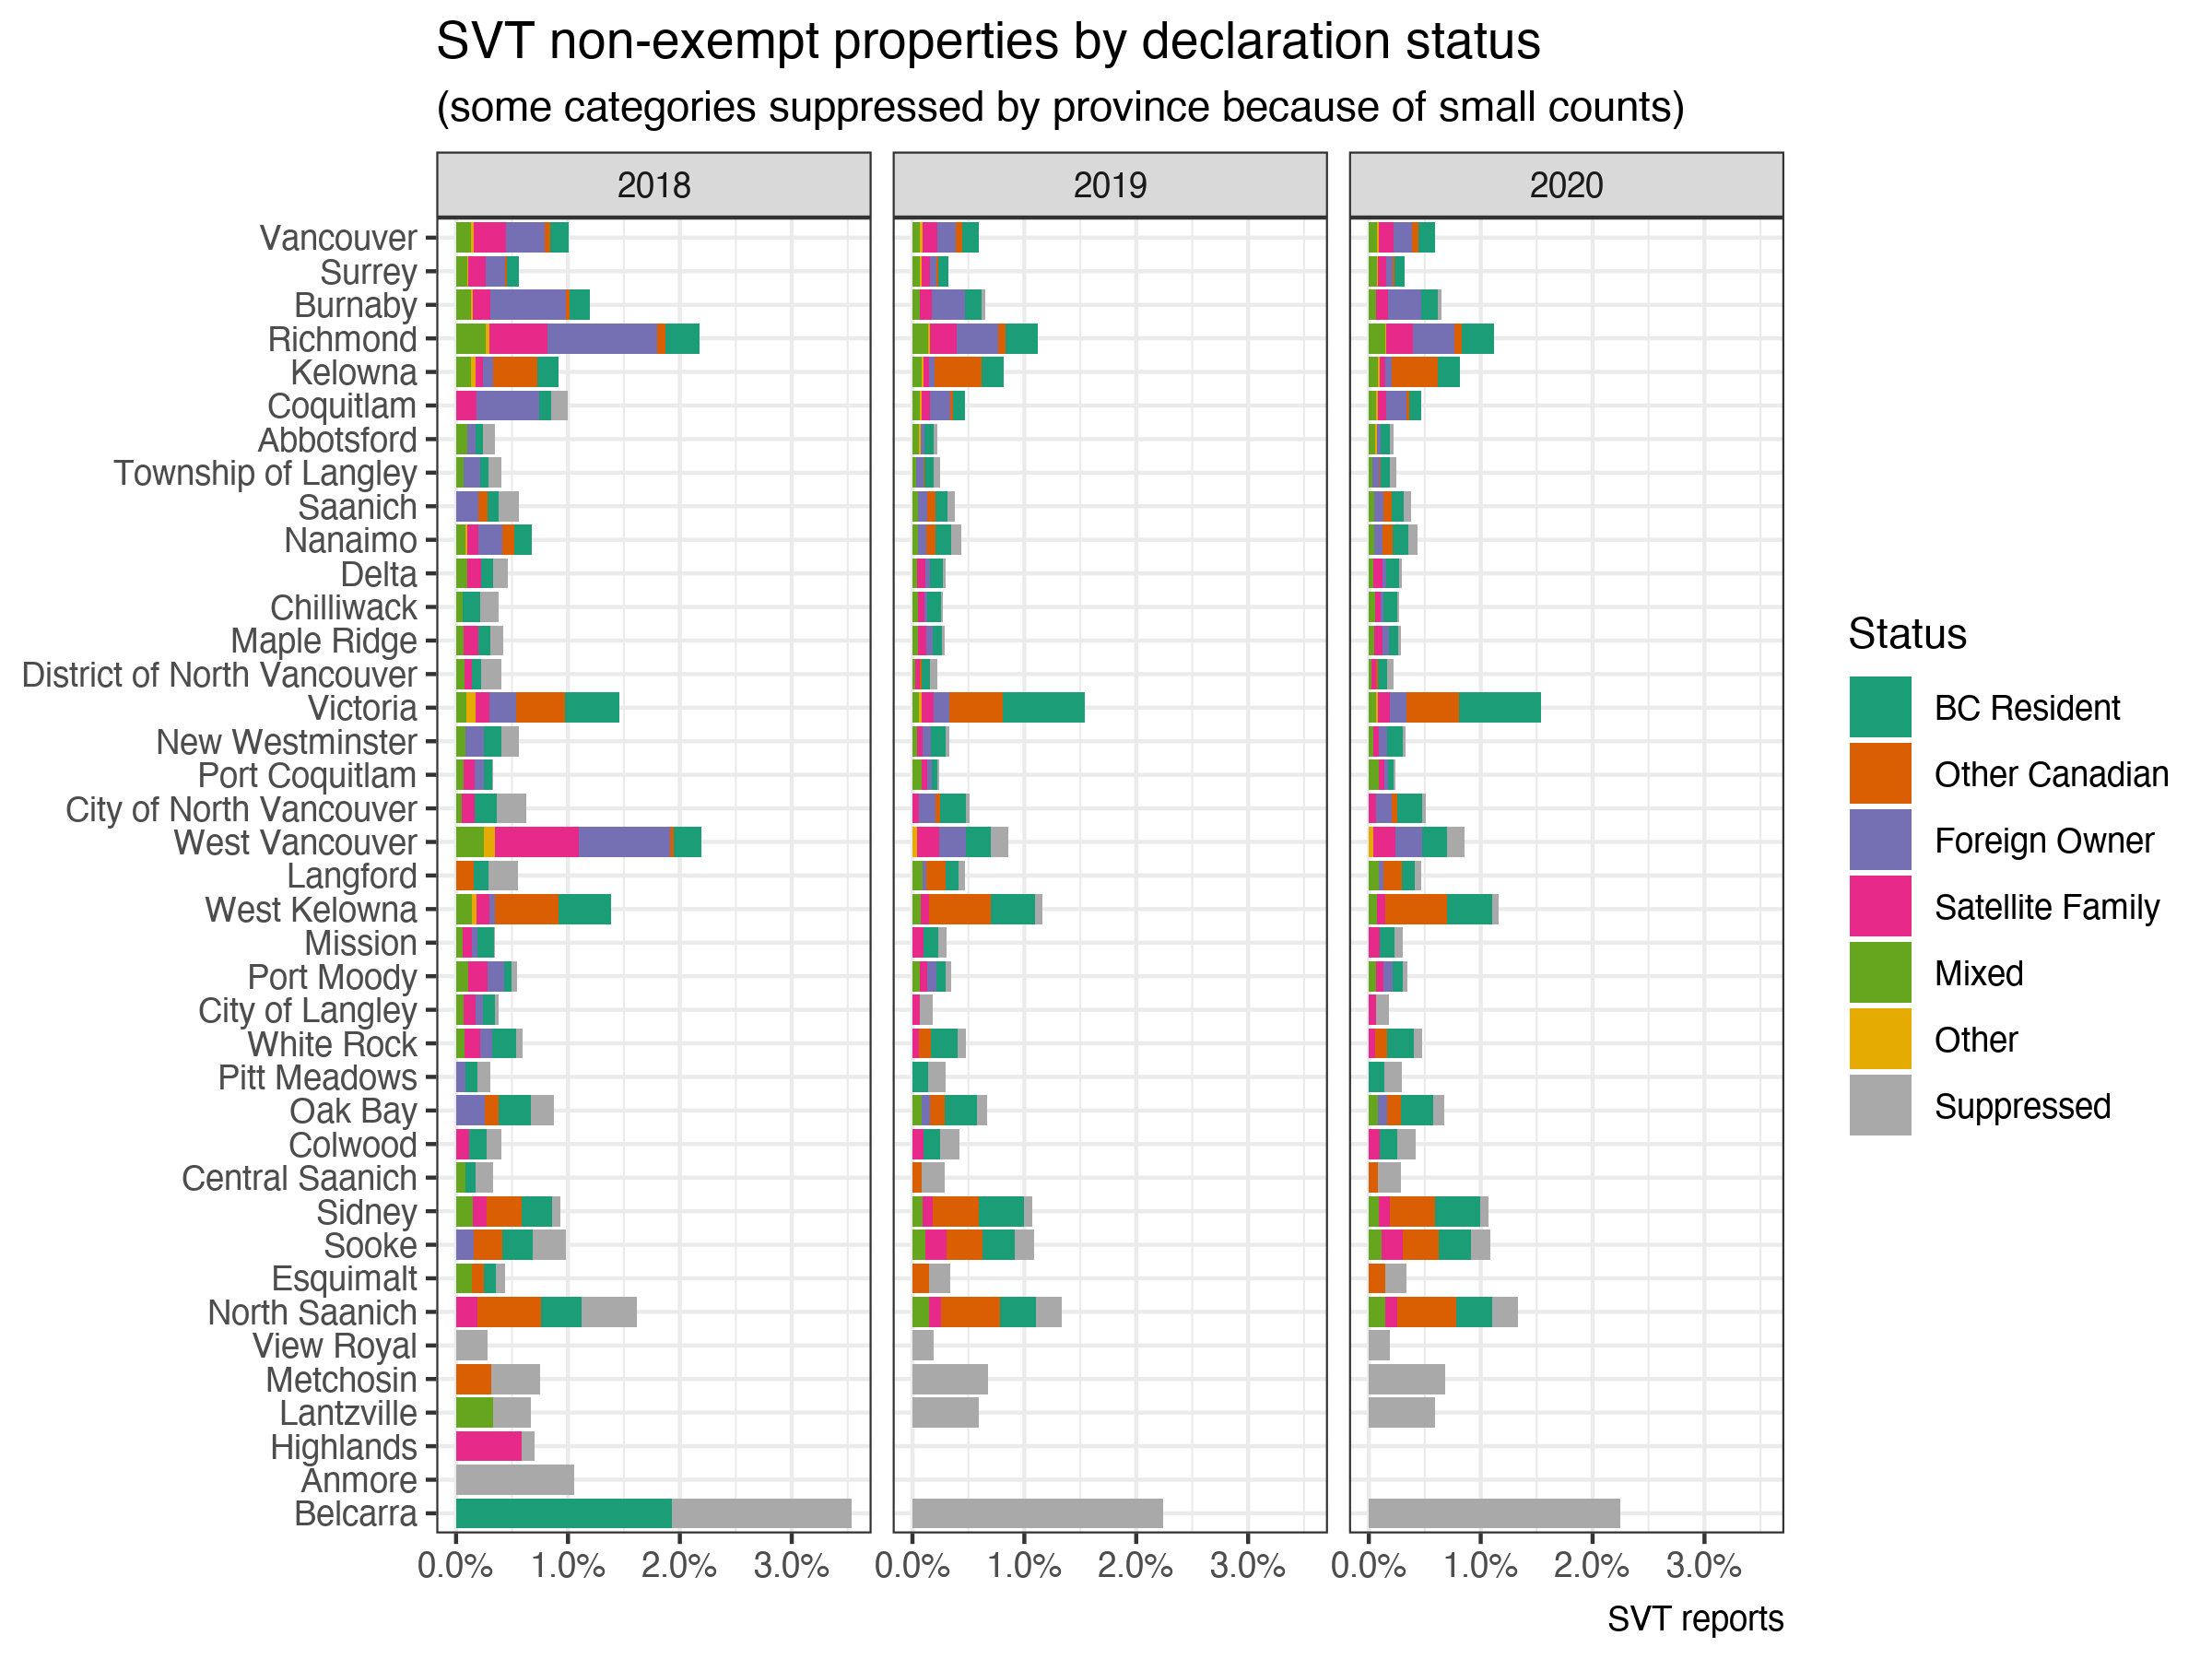 SVT non-exempt properties by declaration status
(some categories suppressed by province because of small counts)
2018
2019
2020
Vancouver
Surrey
Burnaby
Richmond
Kelowna
Coquitlam
Abbotsford
Township of Langley
Saanich
Nanaimo
Delta
Chilliwack
Maple Ridge
District of North Vancouver
Victoria
New Westminster
Port Coquitlam
City of North Vancouver
West Vancouver
Langford
West Kelowna
Mission
Port Moody
City of Langley
White Rock
Pitt Meadows
Oak Bay
Colwood
Central Saanich
Sidney
Sooke
Esquimalt
North Saanich
View Royal
Metchosin
Lantzville
Highlands
Anmore
Belcarra
0.0% 1.0% 2.0% 3.0%
0.0% 1.0% 2.0% 3.0%
0.0% 1.0% 2.0% 3.0%
SVT reports
Status
BC Resident
Other Canadian
Foreign Owner
Satellite Family
Mixed
Other
Suppressed